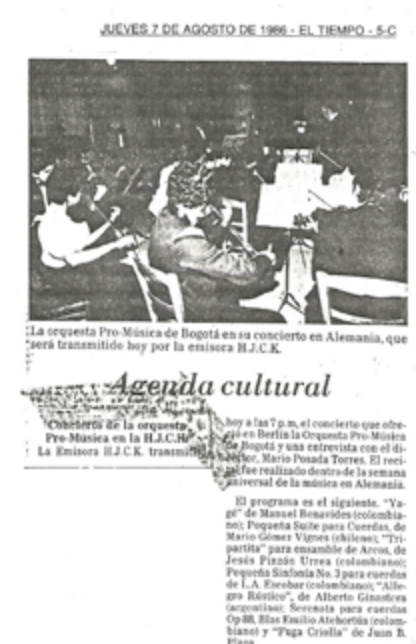 JUEVES 7 DE AGOSTO DE 1986 - EL TIEMPO - 5-C
La orquesta Pro-Música de Bogotá en su concierto en Alemania, que
será transmitido hoy por la emisora H.J.C.K.
Agenda cultural
Concierto de la orquesta
Pro-Música en la H.J.C.K.
La Emisora H.J.C.K. transmi
hoy a las 7 p.m, el concierto que ofre-
ció en Berlín la Orquesta Pro-Música
de Bogotá y una entrevista con el di-
rector, Mario Posada Torres. El reci-
tal fue realizado dentro de la semana
universal de la música en Alemania.
El programa es el siguiente. "Ya-
gé" de Manuel Benavides (colombia-
no); Pequeña Suite para Cuerdas, de
Mario Gómez Vignes (chileno); "Tri-
partita" para ensamble de Arcos, de
Jesús Pinzón Urrea (colombiano);
Pequeña Sinfonía No. 3 para cuerdas
de L.A. Escobar (colombiano); "Alle-
gro Rústico", de Alberto Ginastera
(argentino); Serenata para cuerdas
Op 88, Blas Emilio Atehortúa (colom-
biano) y "Fuga Criolla" de Juan B.
Plaza